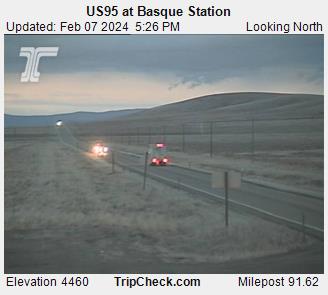 US95 at Basque Station
Updated: Feb 07 2024 5:26 PM Looking North
Elevation 4460 TripCheck.com Milepost 91.62